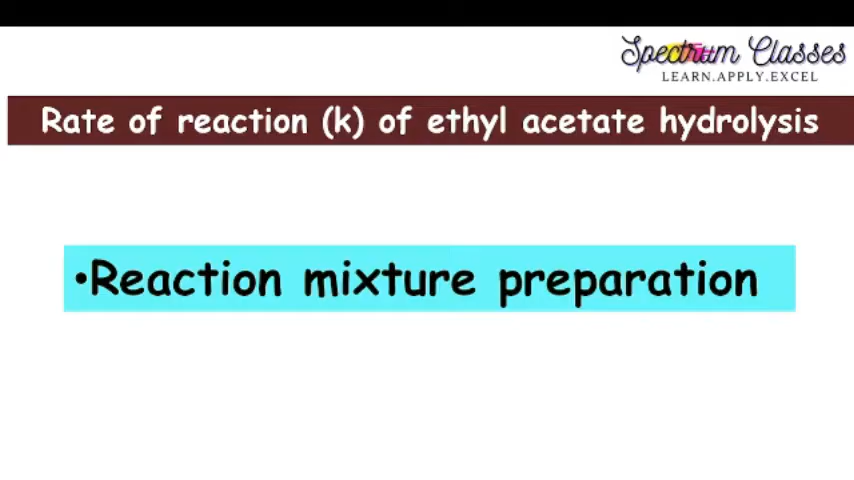 Spectrum Classes
LEARN.APPLY.EXCEL
Rate of reaction (k) of ethyl acetate hydrolysis
•Reaction mixture preparation